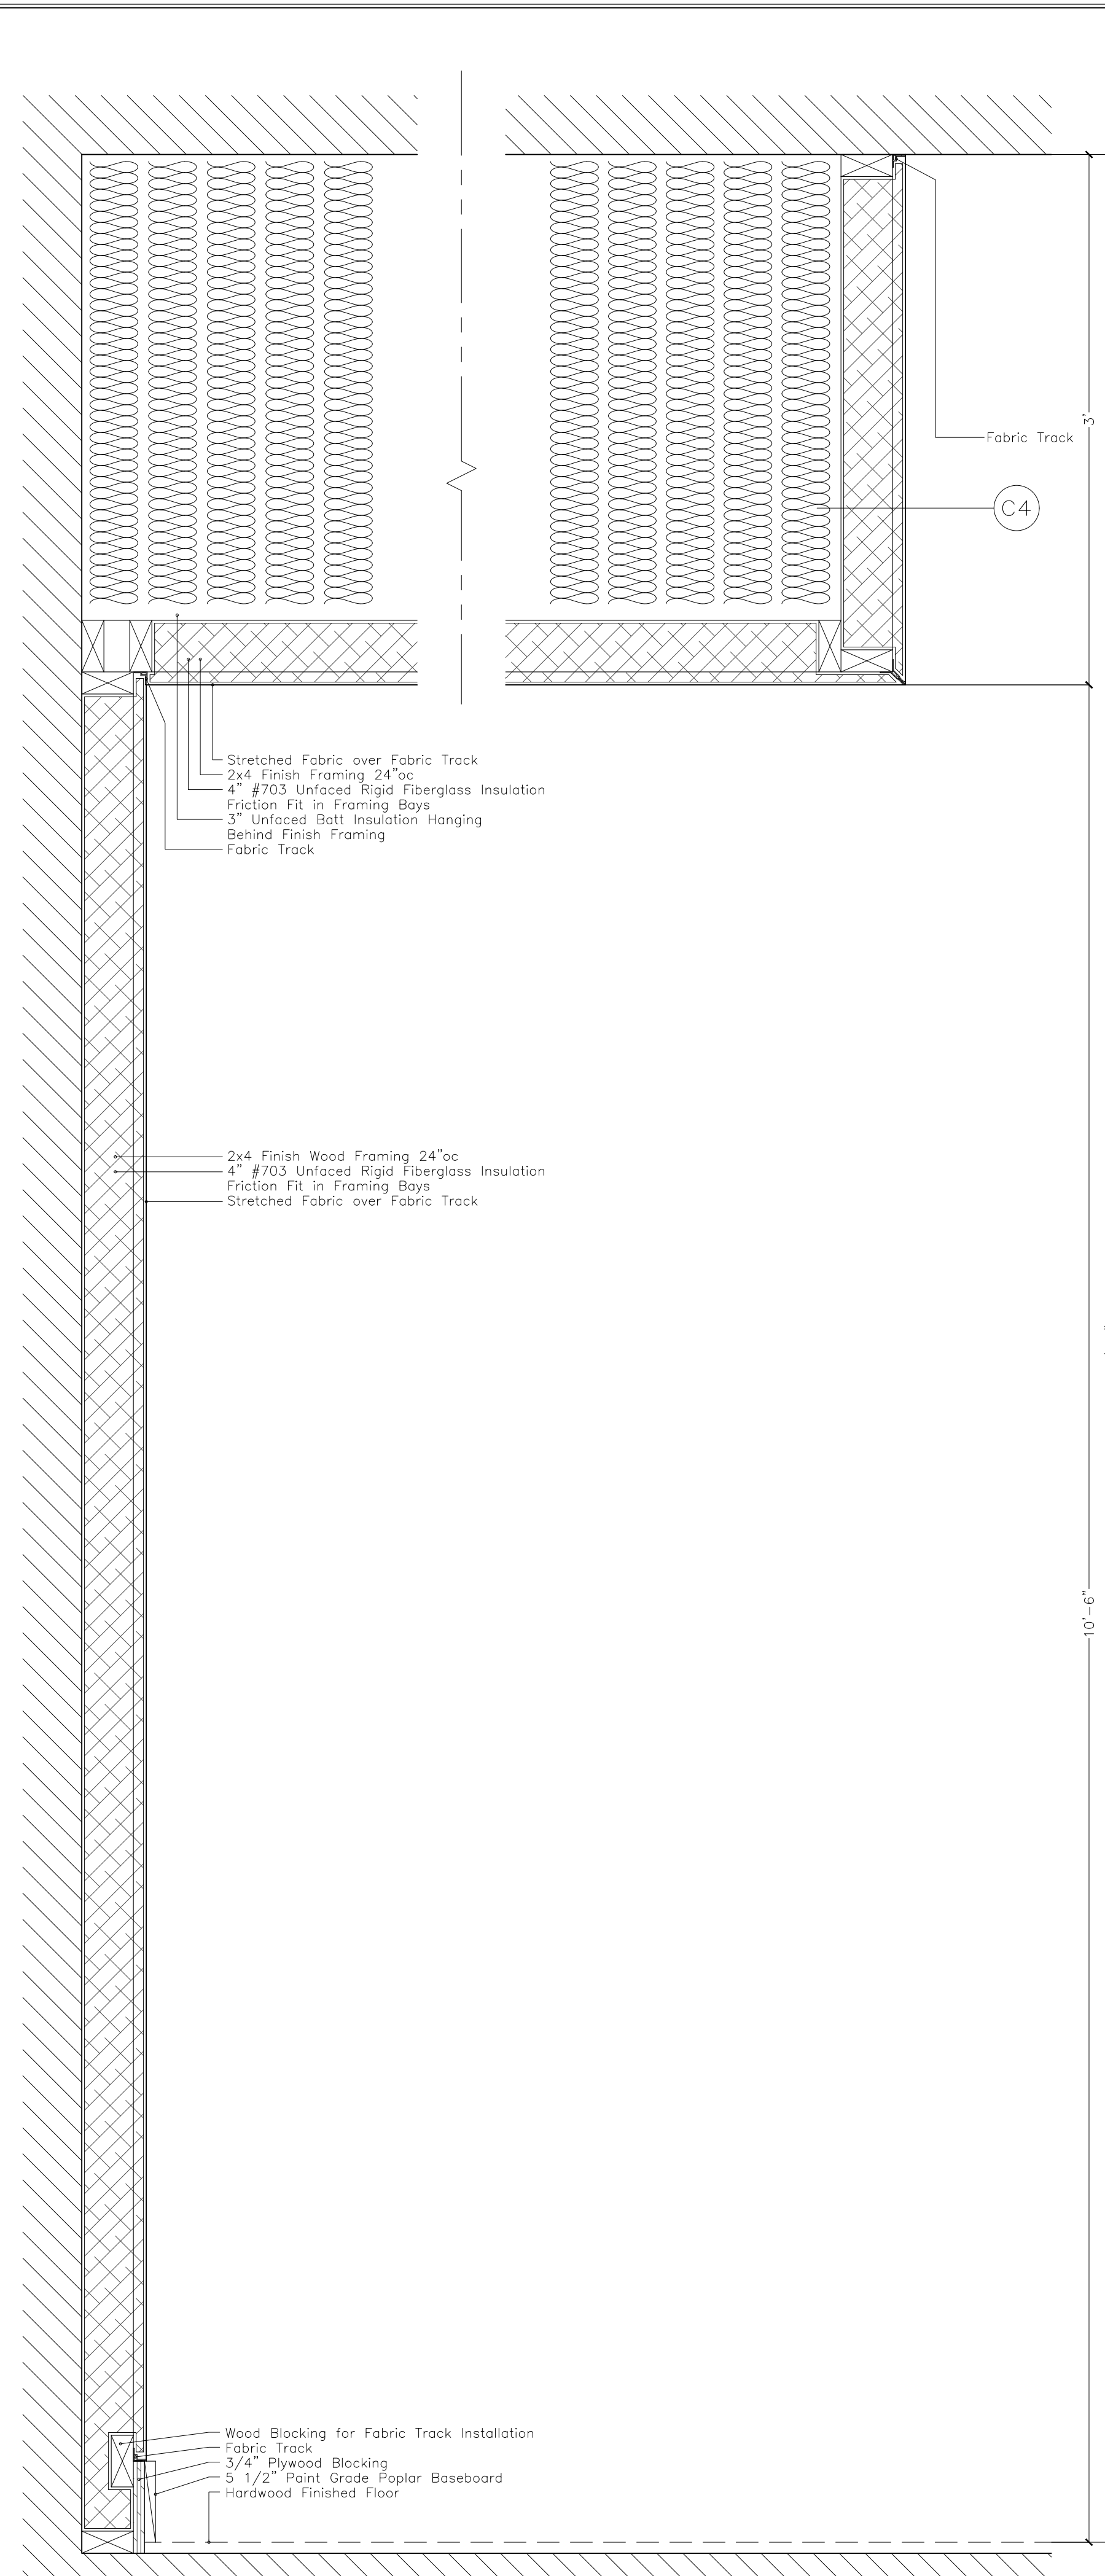 Fabric Track
3'
C4
Stretched Fabric over Fabric Track
2x4 Finish Framing 24"oc
4" #703 Unfaced Rigid Fiberglass Insulation
Friction Fit in Framing Bays
3" Unfaced Batt Insulation Hanging
Behind Finish Framing
Fabric Track
2x4 Finish Wood Framing 24"oc
4" #703 Unfaced Rigid Fiberglass Insulation
Friction Fit in Framing Bays
Stretched Fabric over Fabric Track
10'-6"
Wood Blocking for Fabric Track Installation
Fabric Track
3/4" Plywood Blocking
5 1/2" Paint Grade Poplar Baseboard
Hardwood Finished Floor